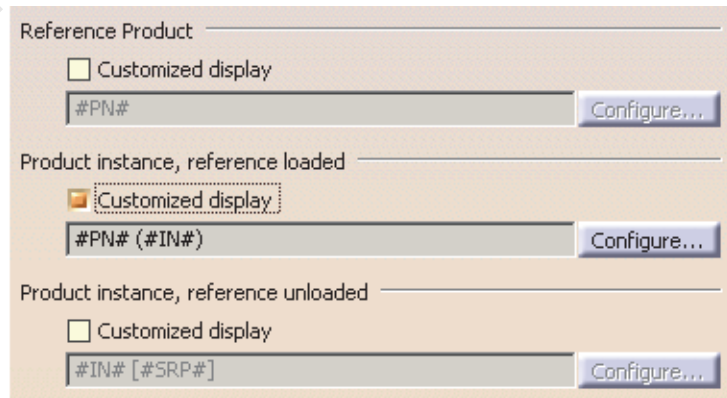 Reference Product
Customized display
#PN#
Configure...
Product instance, reference loaded
Customized display
#PN# (#IN#)
Configure...
Product instance, reference unloaded
Customized display
#IN# [#SRP#]
Configure...